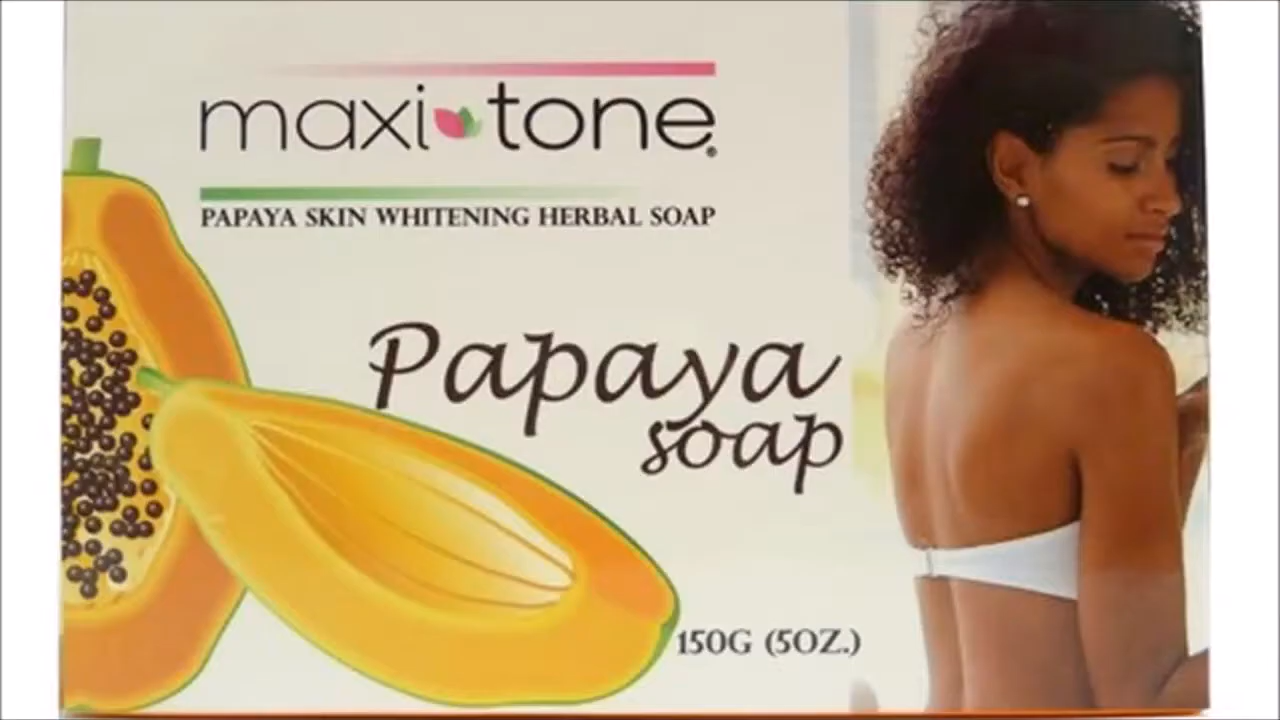 maxi tone®
PAPAYA SKIN WHITENING HERBAL SOAP
Papaya
soap
150G (5OZ.)